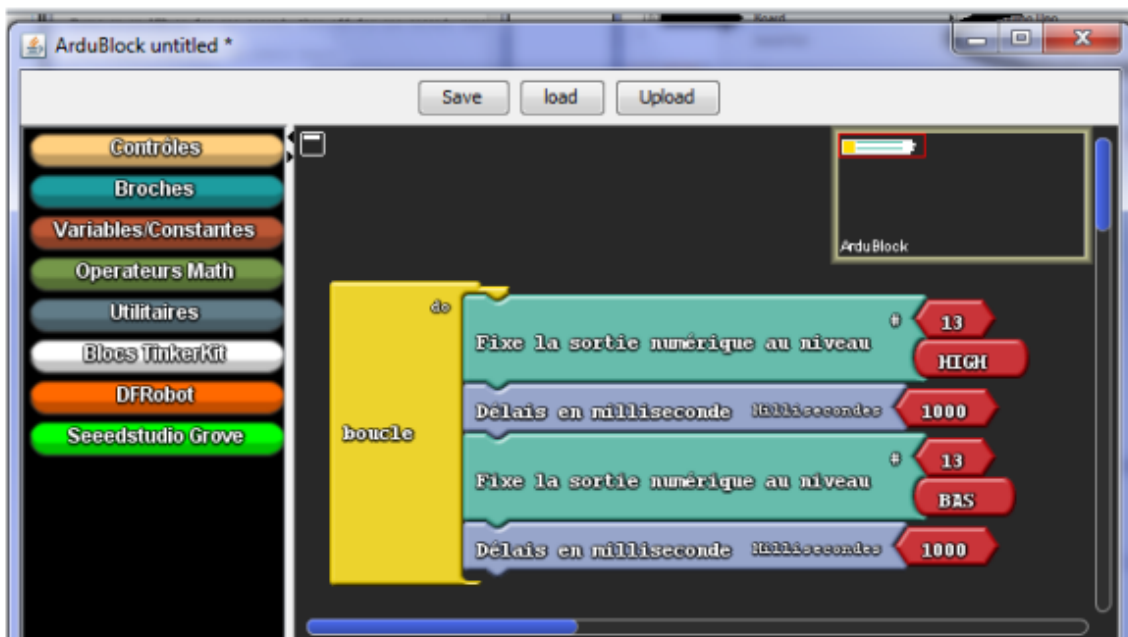 ArduBlock untitled *
Save load Upload
Contrôles
Broches
Variables/Constantes
Operateurs Math
Utilitaires
Blocs TinkerKit
DFRobot
Seeedstudio Grove
ArduBlock
boucle
do
Fixe la sortie numérique au niveau # 13
HIGH
Délais en milliseconde Millisecondes 1000
Fixe la sortie numérique au niveau # 13
BAS
Délais en milliseconde Millisecondes 1000